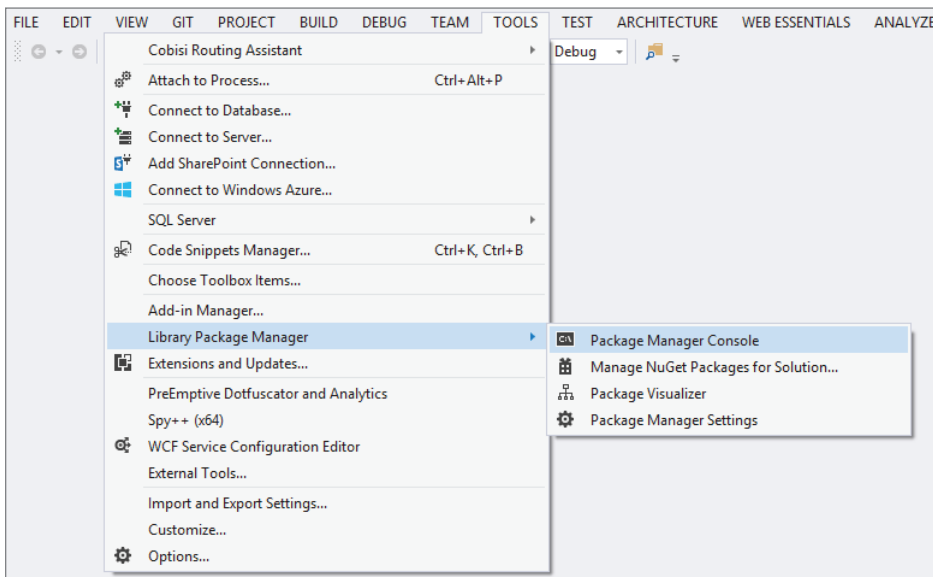 FILE EDIT VIEW GIT PROJECT BUILD DEBUG TEAM TOOLS TEST ARCHITECTURE WEB ESSENTIALS ANALYZE
Debug
Cobisi Routing Assistant
Attach to Process... Ctrl+Alt+P
Connect to Database...
Connect to Server...
Add SharePoint Connection...
Connect to Windows Azure...
SQL Server
Code Snippets Manager... Ctrl+K, Ctrl+B
Choose Toolbox Items...
Add-in Manager...
Library Package Manager
Extensions and Updates...
PreEmptive Dotfuscator and Analytics
Spy++ (x64)
WCF Service Configuration Editor
External Tools...
Import and Export Settings...
Customize...
Options...
Package Manager Console
Manage NuGet Packages for Solution...
Package Visualizer
Package Manager Settings